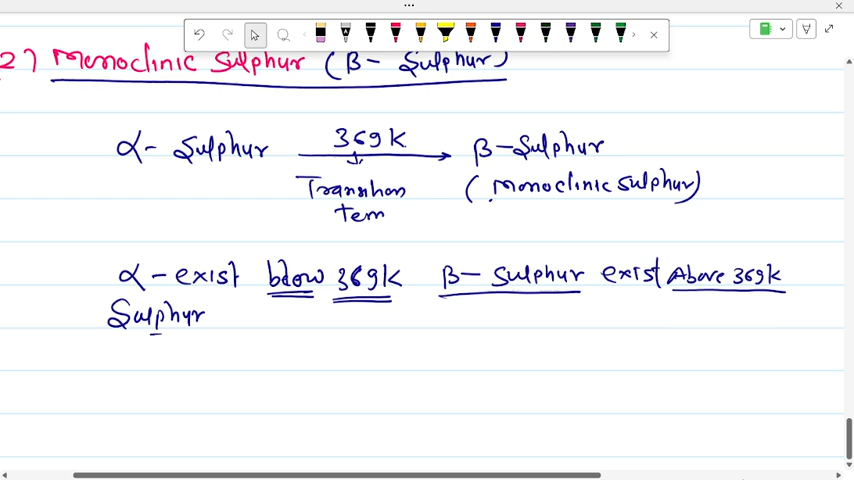 2) Monoclinic Sulphur (β- Sulphur)
α- Sulphur 369K β-Sulphur
Transition (Monoclinic sulphur)
Tem
α-exist below 369K β- Sulphur exist Above 369K
Sulphur